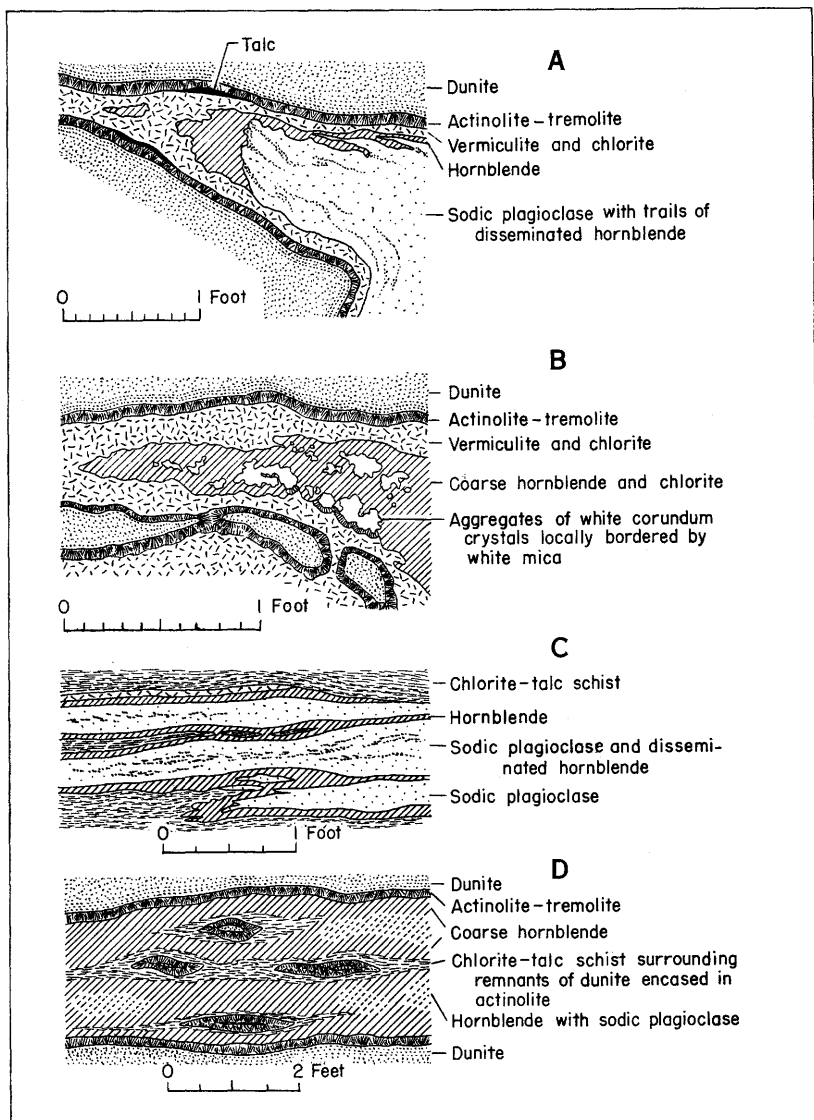 Talc
A
Dunite
Actinolite-tremolite
Vermiculite and chlorite
Hornblende
Sodic plagioclase with trails of
disseminated hornblende
0 1 Foot
B
Dunite
Actinolite-tremolite
Vermiculite and chlorite
Coarse hornblende and chlorite
Aggregates of white corundum
crystals locally bordered by
white mica
0 1 Foot
C
Chlorite-talc schist
Hornblende
Sodic plagioclase and dissemi-
nated hornblende
Sodic plagioclase
0 1 Foot
D
Dunite
Actinolite-tremolite
Coarse hornblende
Chlorite-talc schist surrounding
remnants of dunite encased in
actinolite
Hornblende with sodic plagioclase
Dunite
0 2 Feet